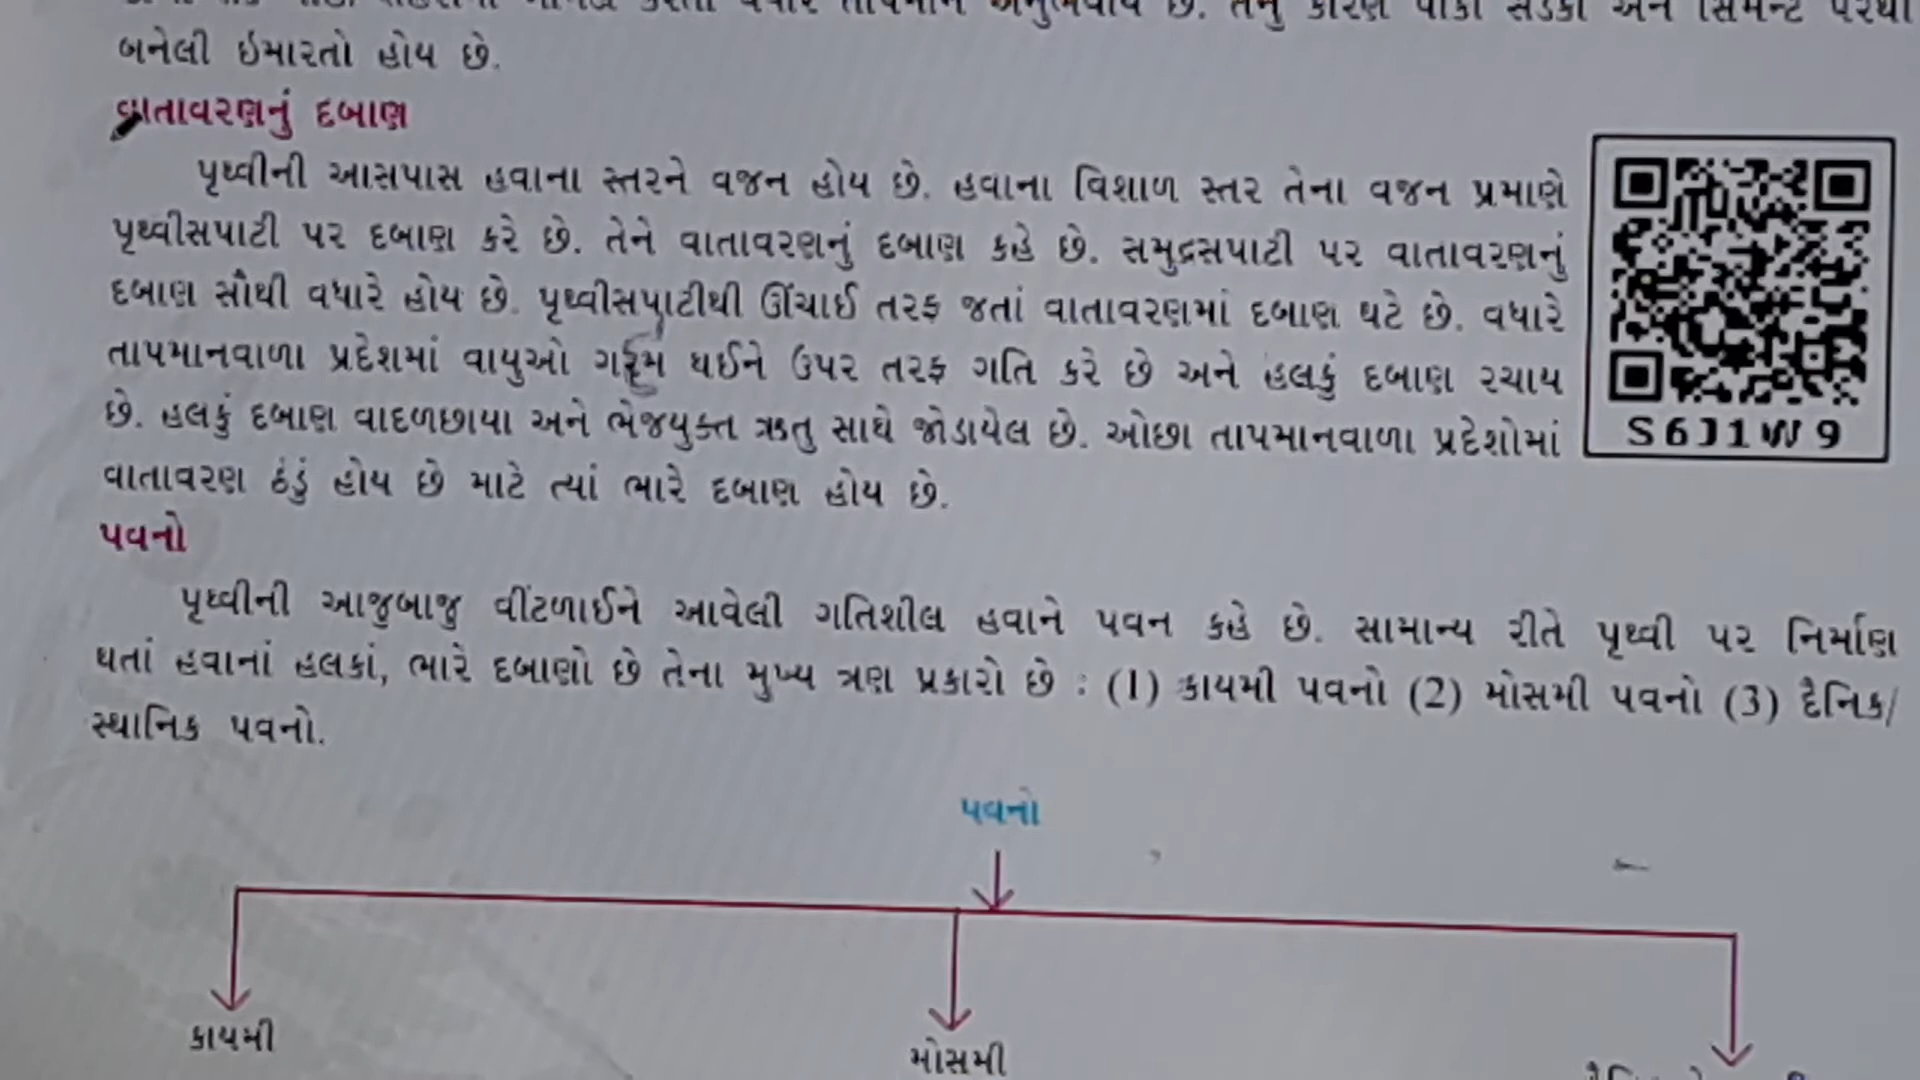 બનેલી ઇમારતો હોય છે.
વાતાવરણનું દબાણ
પૃથ્વીની આસપાસ હવાના સ્તરને વજન હોય છે. હવાના વિશાળ સ્તર તેના વજન પ્રમાણે
પૃથ્વીસપાટી પર દબાણ કરે છે. તેને વાતાવરણનું દબાણ કહે છે. સમુદ્રસપાટી પર વાતાવરણનું
દબાણ સૌથી વધારે હોય છે. પૃથ્વીસપાટીથી ઊંચાઈ તરફ જતાં વાતાવરણમાં દબાણ ઘટે છે. વધારે
તાપમાનવાળા પ્રદેશમાં વાયુઓ ગરમ થઈને ઉપર તરફ ગતિ કરે છે અને હલકું દબાણ રચાય
છે. હલકું દબાણ વાદળછાયા અને ભેજયુક્ત ઋતુ સાથે જોડાયેલ છે. ઓછા તાપમાનવાળા પ્રદેશોમાં
વાતાવરણ ઠંડું હોય છે માટે ત્યાં ભારે દબાણ હોય છે.
S6J1W9
પવનો
પૃથ્વીની આજુબાજુ વીંટળાઈને આવેલી ગતિશીલ હવાને પવન કહે છે. સામાન્ય રીતે પૃથ્વી પર નિર્માણ
થતાં હવાનાં હલકાં, ભારે દબાણો છે તેના મુખ્ય ત્રણ પ્રકારો છે : (1) કાયમી પવનો (2) મોસમી પવનો (3) દૈનિક/
સ્થાનિક પવનો.
પવનો
કાયમી
મોસમી